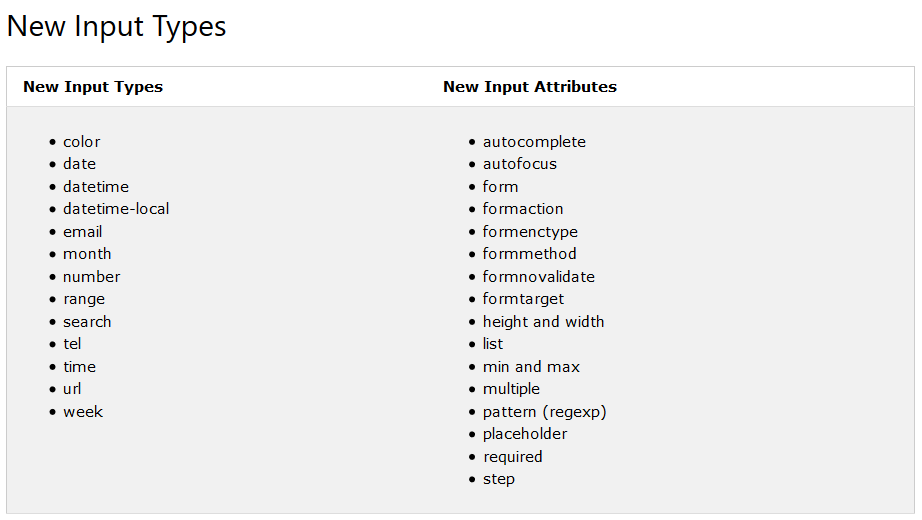 New Input Types
New Input Types
New Input Attributes
color
date
datetime
datetime-local
email
month
number
range
search
tel
time
url
week
autocomplete
autofocus
form
formaction
formenctype
formmethod
formnovalidate
formtarget
height and width
list
min and max
multiple
pattern (regexp)
placeholder
required
step